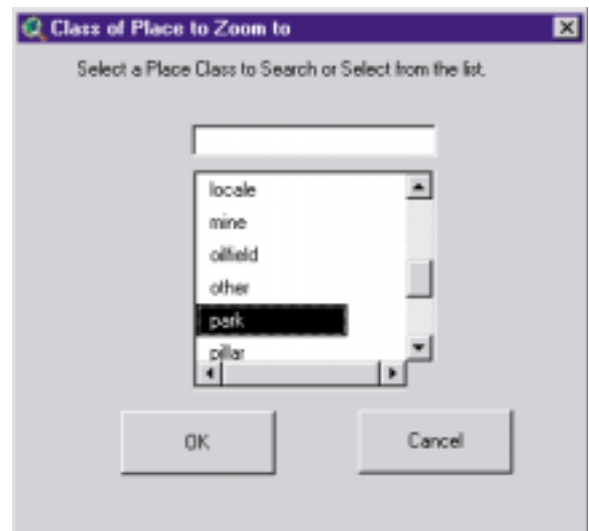 Class of Place to Zoom to
Select a Place Class to Search or Select from the list.
locale
mine
oilfield
other
park
pillar
OK
Cancel